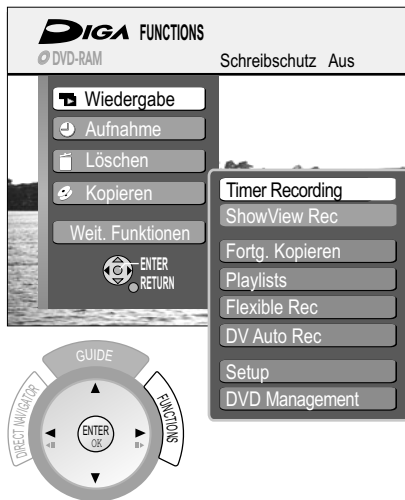 DIGA FUNCTIONS
DVD-RAM
Schreibschutz Aus
Wiedergabe
Aufnahme
Löschen
Kopieren
Weit. Funktionen
ENTER
RETURN
Timer Recording
ShowView Rec
Fortg. Kopieren
Playlists
Flexible Rec
DV Auto Rec
Setup
DVD Management
GUIDE
DIRECT NAVIGATOR
FUNCTIONS
ENTER
OK